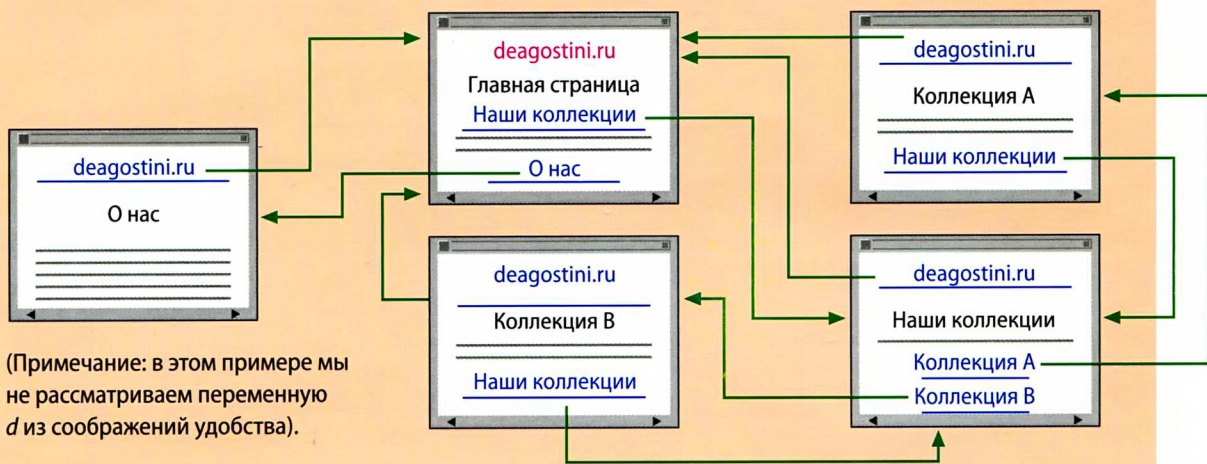 deagostini.ru
О нас
deagostini.ru
Главная страница
Наши коллекции
О нас
deagostini.ru
Коллекция А
Наши коллекции
deagostini.ru
Коллекция В
Наши коллекции
deagostini.ru
Наши коллекции
Коллекция А
Коллекция В
(Примечание: в этом примере мы
не рассматриваем переменную
d из соображений удобства).